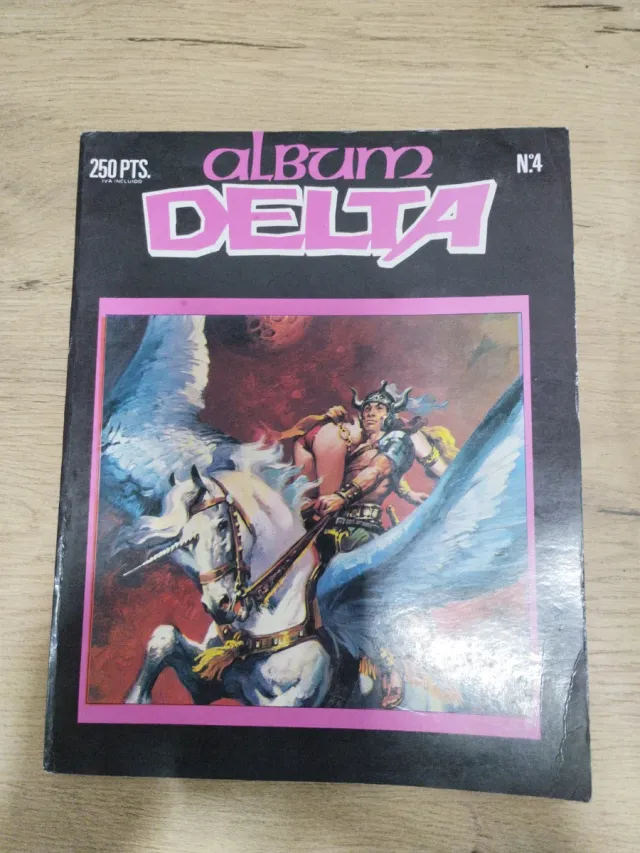 250 PTS.
IVA INCLUIDO
ALBUM
Nº4
DELTA